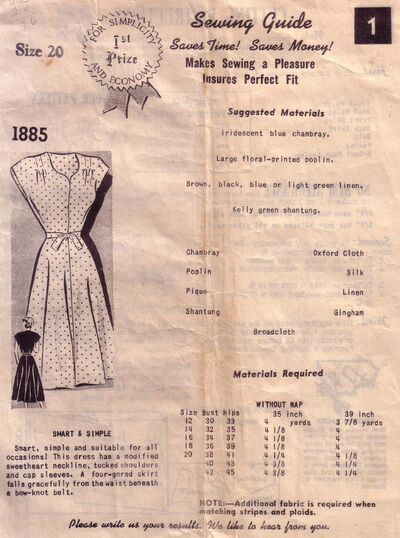 Size 20
FOR SIMPLICITY
1st
Prize
AND ECONOMY
Sewing Guide
Saves Time! Saves Money!
Makes Sewing a Pleasure
Insures Perfect Fit
1
1885
Suggested Materials
Iridescent blue chambray.
Large floral-printed poplin.
Brown, black, blue or light green linen.
Kelly green shantung.
Chambray Oxford Cloth
Poplin Silk
Pique Linen
Shantung Gingham
Broadcloth
Materials Required
WITHOUT NAP
Size Bust Hips 35 inch 39 inch
12 30 33 4 yards 3 7/8 yards
14 32 35 4 1/8 4
16 34 37 4 1/8 4
18 36 39 4 1/8 4
20 38 41 4 1/4 4 1/8
40 43 4 3/8 4 1/4
42 45 4 3/8 4 1/4
SMART & SIMPLE
Smart, simple and suitable for all
occasions! This dress has a modified
sweetheart neckline, tucked shoulders
and cap sleeves. A four-gored skirt
falls gracefully from the waist beneath
a bow-knot belt.
NOTE:—Additional fabric is required when
matching stripes and plaids.
Please write us your results. We like to hear from you.